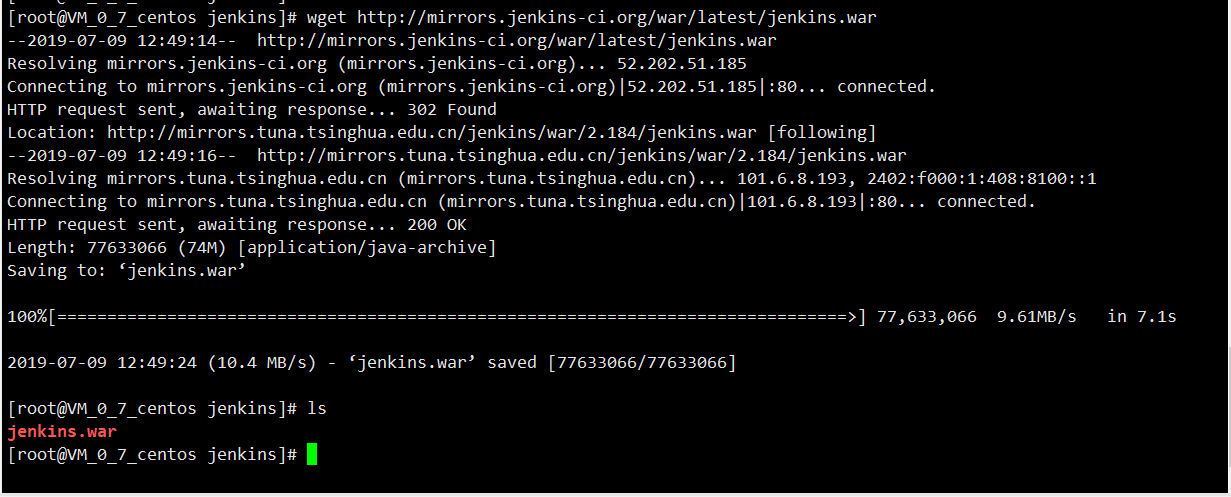 [root@VM_0_7_centos jenkins]# wget http://mirrors.jenkins-ci.org/war/latest/jenkins.war
--2019-07-09 12:49:14--  http://mirrors.jenkins-ci.org/war/latest/jenkins.war
Resolving mirrors.jenkins-ci.org (mirrors.jenkins-ci.org)... 52.202.51.185
Connecting to mirrors.jenkins-ci.org (mirrors.jenkins-ci.org)|52.202.51.185|:80... connected.
HTTP request sent, awaiting response... 302 Found
Location: http://mirrors.tuna.tsinghua.edu.cn/jenkins/war/2.184/jenkins.war [following]
--2019-07-09 12:49:16--  http://mirrors.tuna.tsinghua.edu.cn/jenkins/war/2.184/jenkins.war
Resolving mirrors.tuna.tsinghua.edu.cn (mirrors.tuna.tsinghua.edu.cn)... 101.6.8.193, 2402:f000:1:408:8100::1
Connecting to mirrors.tuna.tsinghua.edu.cn (mirrors.tuna.tsinghua.edu.cn)|101.6.8.193|:80... connected.
HTTP request sent, awaiting response... 200 OK
Length: 77633066 (74M) [application/java-archive]
Saving to: ‘jenkins.war’
100%[===============================================================================>] 77,633,066  9.61MB/s   in 7.1s
2019-07-09 12:49:24 (10.4 MB/s) - ‘jenkins.war’ saved [77633066/77633066]
[root@VM_0_7_centos jenkins]# ls
jenkins.war
[root@VM_0_7_centos jenkins]#